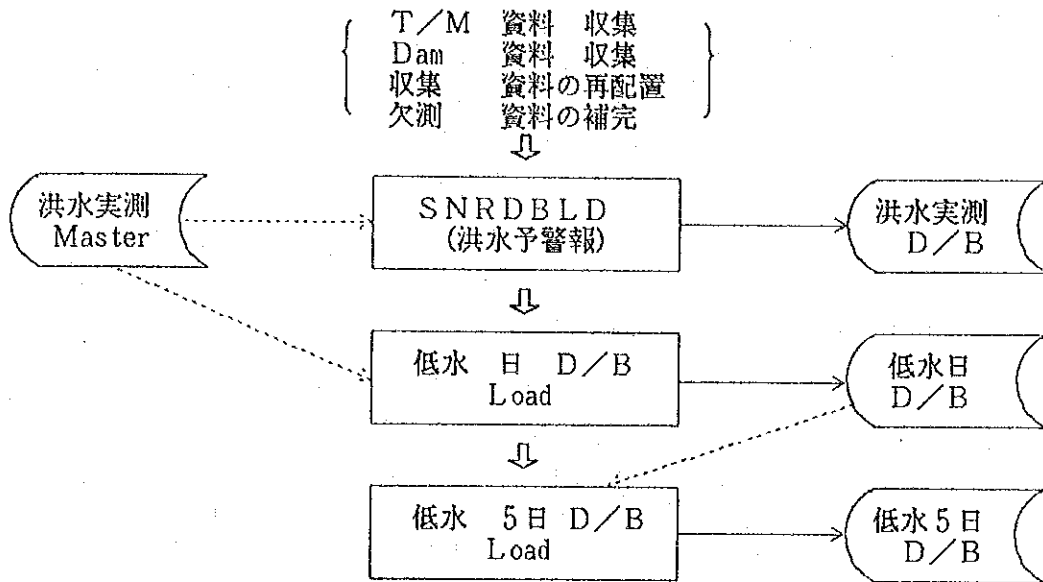 T／M 資料 収集
Dam 資料 収集
収集 資料の再配置
欠測 資料の補完
洪水実測
Master
SNRDBLD
(洪水予警報)
洪水実測
D／B
低水 日 D／B
Load
低水日
D／B
低水 5日 D／B
Load
低水5日
D／B